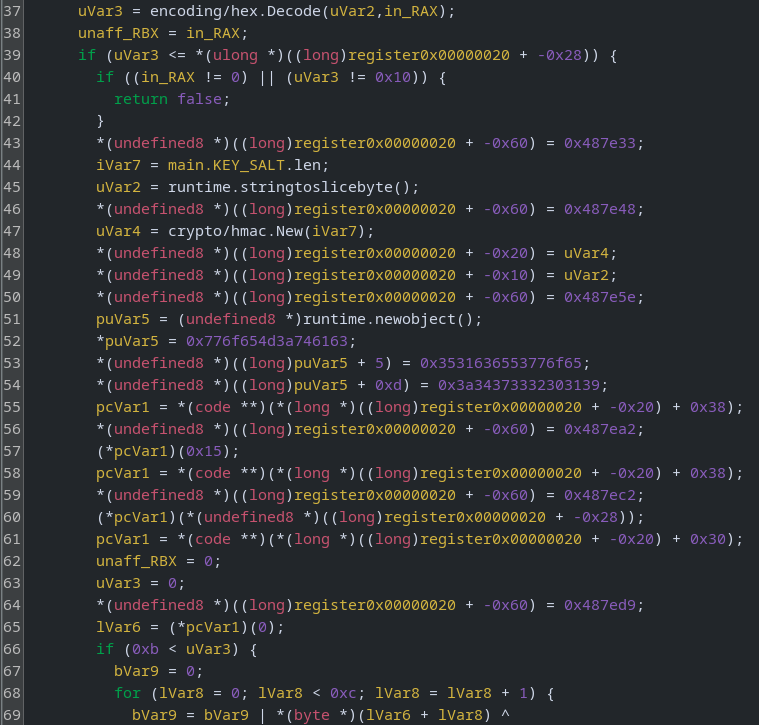 37 uVar3 = encoding/hex.Decode(uVar2,in_RAX);
38 unaff_RBX = in_RAX;
39 if (uVar3 <= *(ulong *)((long)register0x00000020 + -0x28)) {
40 if ((in_RAX != 0) || (uVar3 != 0x10)) {
41 return false;
42 }
43 *(undefined8 *)((long)register0x00000020 + -0x60) = 0x487e33;
44 iVar7 = main.KEY_SALT.len;
45 uVar2 = runtime.stringtoslicebyte();
46 *(undefined8 *)((long)register0x00000020 + -0x60) = 0x487e48;
47 uVar4 = crypto/hmac.New(iVar7);
48 *(undefined8 *)((long)register0x00000020 + -0x20) = uVar4;
49 *(undefined8 *)((long)register0x00000020 + -0x10) = uVar2;
50 *(undefined8 *)((long)register0x00000020 + -0x60) = 0x487e5e;
51 puVar5 = (undefined8 *)runtime.newobject();
52 *puVar5 = 0x776f654d3a746163;
53 *(undefined8 *)((long)puVar5 + 5) = 0x3531636553776f65;
54 *(undefined8 *)((long)puVar5 + 0xd) = 0x3a34373332303139;
55 pcVar1 = *(code **)(*(long *)((long)register0x00000020 + -0x20) + 0x38);
56 *(undefined8 *)((long)register0x00000020 + -0x60) = 0x487ea2;
57 (*pcVar1)(0x15);
58 pcVar1 = *(code **)(*(long *)((long)register0x00000020 + -0x20) + 0x38);
59 *(undefined8 *)((long)register0x00000020 + -0x60) = 0x487ec2;
60 (*pcVar1)(*(undefined8 *)((long)register0x00000020 + -0x28));
61 pcVar1 = *(code **)(*(long *)((long)register0x00000020 + -0x20) + 0x30);
62 unaff_RBX = 0;
63 uVar3 = 0;
64 *(undefined8 *)((long)register0x00000020 + -0x60) = 0x487ed9;
65 lVar6 = (*pcVar1)(0);
66 if (0xb < uVar3) {
67 bVar9 = 0;
68 for (lVar8 = 0; lVar8 < 0xc; lVar8 = lVar8 + 1) {
69 bVar9 = bVar9 | *(byte *)(lVar6 + lVar8) ^